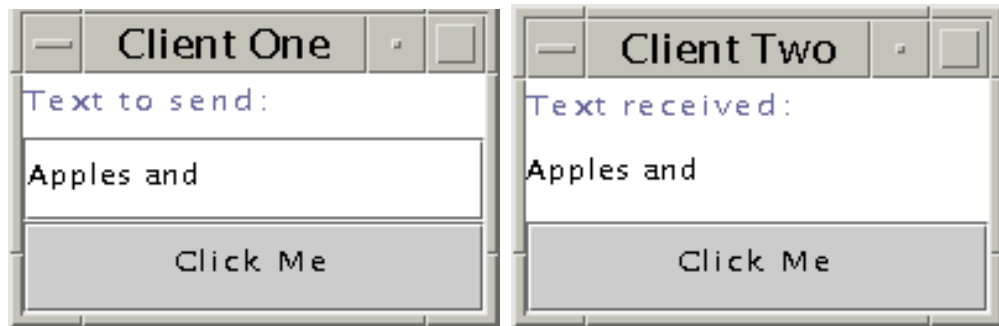 Client One
Text to send:
Apples and
Click Me
Client Two
Text received:
Apples and
Click Me